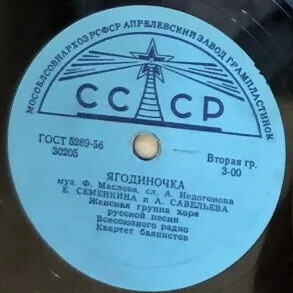 МОСОБЛСОВНАРХОЗ РСФСР АПРЕЛЕВСКИЙ ЗАВОД ГРАМПЛАСТИНОК
СССР
ГОСТ 5289-56
30205
Вторая гр.
3-00
ЯГОДИНОЧКА
муз. Ф. Маслова, сл. А. Недогонова
Е. СЕМЕНКИНА и А. САВЕЛЬЕВА
Женская группа хора
русской песни
Всесоюзного радио
Квартет баянистов